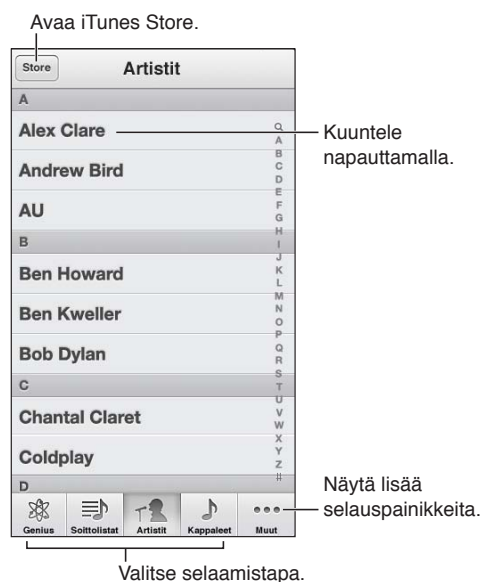 Avaa iTunes Store.
Store
Artistit
A
Alex Clare
Kuuntele
napauttamalla.
Andrew Bird
AU
B
Ben Howard
Ben Kweller
Bob Dylan
C
Chantal Claret
Coldplay
D
A
B
C
D
E
F
G
H
I
J
K
L
M
N
O
P
Q
R
S
T
U
V
W
X
Y
Z
#
Näytä lisää
selauspainikkeita.
Genius Soittolistat Artistit Kappaleet Muut
Valitse selaamistapa.